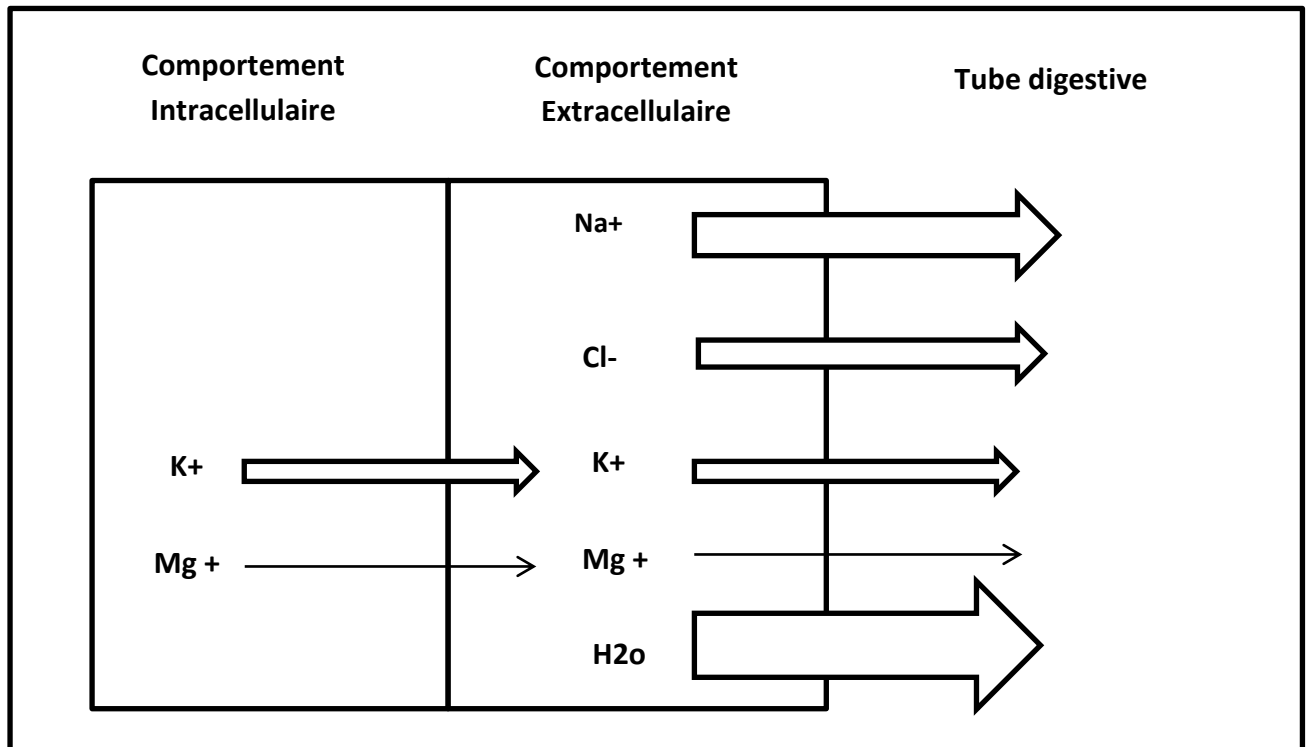 Comportement
Intracellulaire
Comportement
Extracellulaire
Tube digestive
Na+
Cl-
K+
K+
Mg +
Mg +
H2o